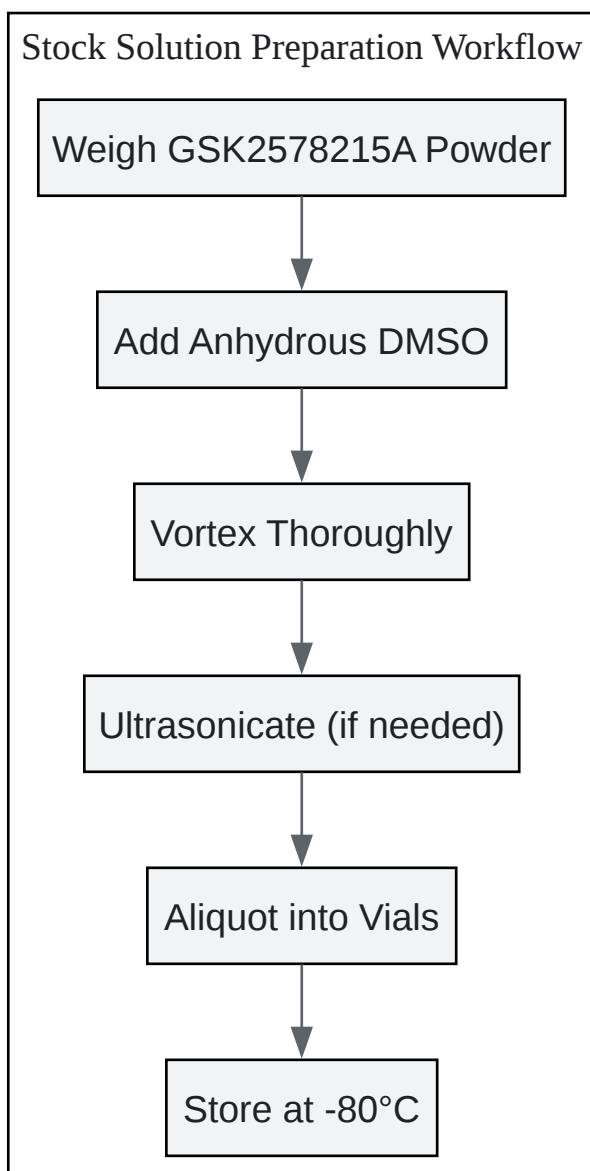 Stock Solution Preparation Workflow
Weigh GSK2578215A Powder
Add Anhydrous DMSO
Vortex Thoroughly
Ultrasonicate (if needed)
Aliquot into Vials
Store at -80°C